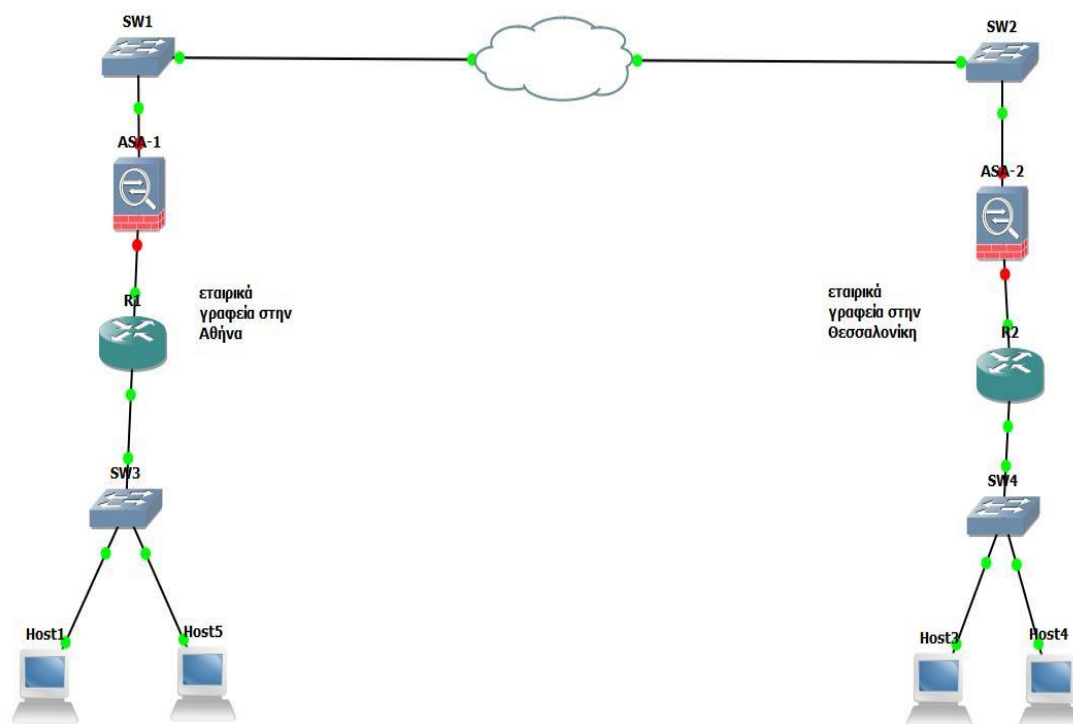 SW1
SW2
ASA-1
ASA-2
εταιρικά
γραφεία στην
Αθήνα
εταιρικά
γραφεία στην
Θεσσαλονίκη
R1
R2
SW3
SW4
Host1
Host5
Host3
Host4